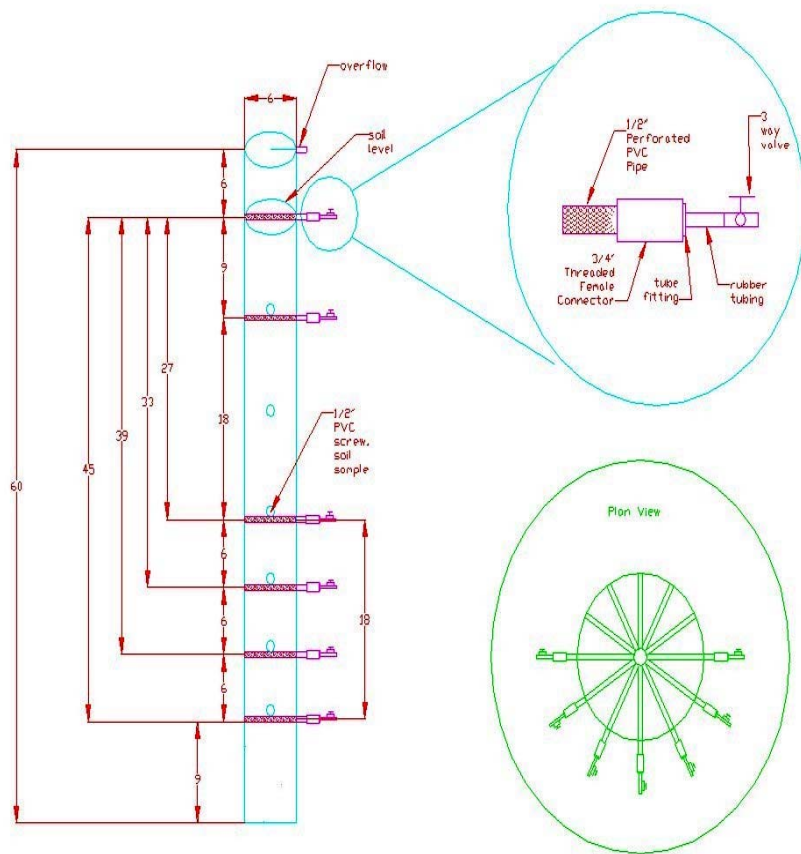 overflow
6
soil
level
6
9
27
18
33
39
45
60
1/2"
PVC
screw,
soil
sample
6
6
6
18
9
1/2"
Perforated
PVC
Pipe
3
way
valve
3/4"
Threaded
Female
Connector
tube
fitting
rubber
tubing
Plan View